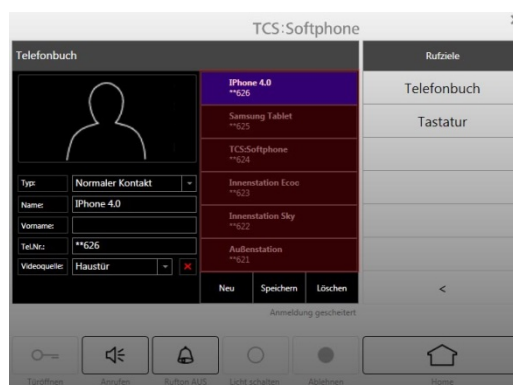 TCS:Softphone
Telefonbuch
Typ: Normaler Kontakt
Name: IPhone 4.0
Vorname:
Tel.Nr.: **626
Videoquelle: Haustür
IPhone 4.0
**626
Samsung Tablet
**625
TCS:Softphone
**624
Innenstation Ecoc
**623
Innenstation Sky
**622
Außenstation
**621
Neu Speichern Löschen
Anmeldung gescheitert
Rufziele
Telefonbuch
Tastatur
<
Türöffnen Anrufen Rufton AUS Licht schalten Ablehnen Home